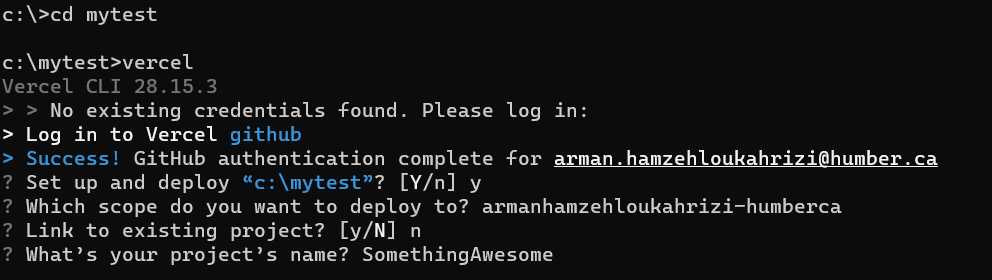 c:\>cd mytest
c:\mytest>vercel
Vercel CLI 28.15.3
> > No existing credentials found. Please log in:
> Log in to Vercel github
> Success! GitHub authentication complete for arman.hamzehloukahrizi@humber.ca
? Set up and deploy “c:\mytest”? [Y/n] y
? Which scope do you want to deploy to? armanhamzehloukahrizi-humberca
? Link to existing project? [y/N] n
? What’s your project’s name? SomethingAwesome